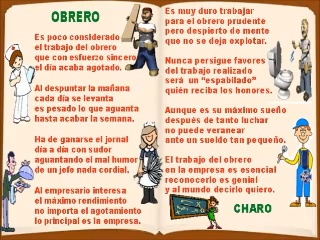 OBRERO
Es poco considerado
el trabajo del obrero
que con esfuerzo sincero
el día acaba agotado.
Al despuntar la mañana
cada día se levanta
es pesado lo que aguanta
hasta acabar la semana.
Ha de ganarse el jornal
día a día con sudor
aguantando el mal humor
de un jefe nada cordial.
Al empresario interesa
el máximo rendimiento
no importa el agotamiento
lo principal es la empresa.
Es muy duro trabajar
para el obrero prudente
pero despierto de mente
que no se deja explotar.
Nunca persigue favores
del trabajo realizado
será un "espabilado"
quién reciba los honores.
Aunque es su máximo sueño
después de tanto luchar
no puede veranear
ante un sueldo tan pequeño.
El trabajo del obrero
en la empresa es esencial
reconocerlo es genial
y al mundo decirlo quiero.
CHARO